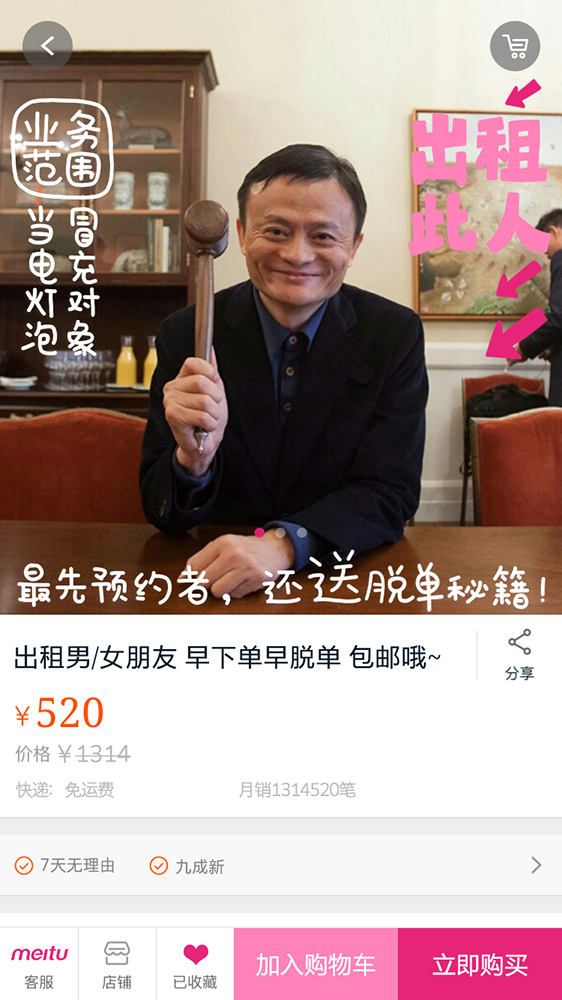 业务
范围
冒充对象
当电灯泡
出租
此人
最先预约者，还送脱单秘籍！
出租男/女朋友 早下单早脱单 包邮哦~
分享
￥520
价格 ￥1314
快递: 免运费
月销1314520笔
7天无理由
九成新
meitu
客服
店铺
已收藏
加入购物车
立即购买